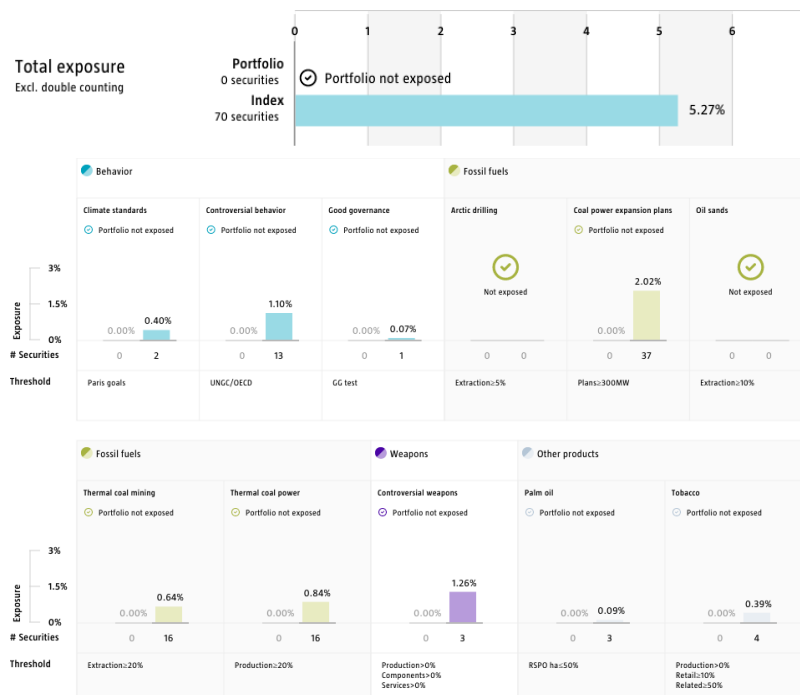 0 1 2 3 4 5 6
Total exposure
Excl. double counting
Portfolio
0 securities
Portfolio not exposed
Index
70 securities
5.27%
Behavior
Fossil fuels
Climate standards
Controversial behavior
Good governance
Arctic drilling
Coal power expansion plans
Oil sands
Portfolio not exposed
Portfolio not exposed
Portfolio not exposed
Portfolio not exposed
Not exposed
Not exposed
Exposure
3%
1.5%
0%
0.00% 0.40%
0.00% 1.10%
0.00% 0.07%
0.00% 2.02%
# Securities
0 2
0 13
0 1
0 0
0 37
0 0
Threshold
Paris goals
UNGC/OECD
GG test
Extraction≥5%
Plans≥300MW
Extraction≥10%
Fossil fuels
Weapons
Other products
Thermal coal mining
Thermal coal power
Controversial weapons
Palm oil
Tobacco
Portfolio not exposed
Portfolio not exposed
Portfolio not exposed
Portfolio not exposed
Portfolio not exposed
Exposure
3%
1.5%
0%
0.00% 0.64%
0.00% 0.84%
0.00% 1.26%
0.00% 0.09%
0.00% 0.39%
# Securities
0 16
0 16
0 3
0 3
0 4
Threshold
Extraction≥20%
Production≥20%
Production>0%
Components>0%
Services>0%
RSPO ha≤50%
Production>0%
Retail≥10%
Related≥50%